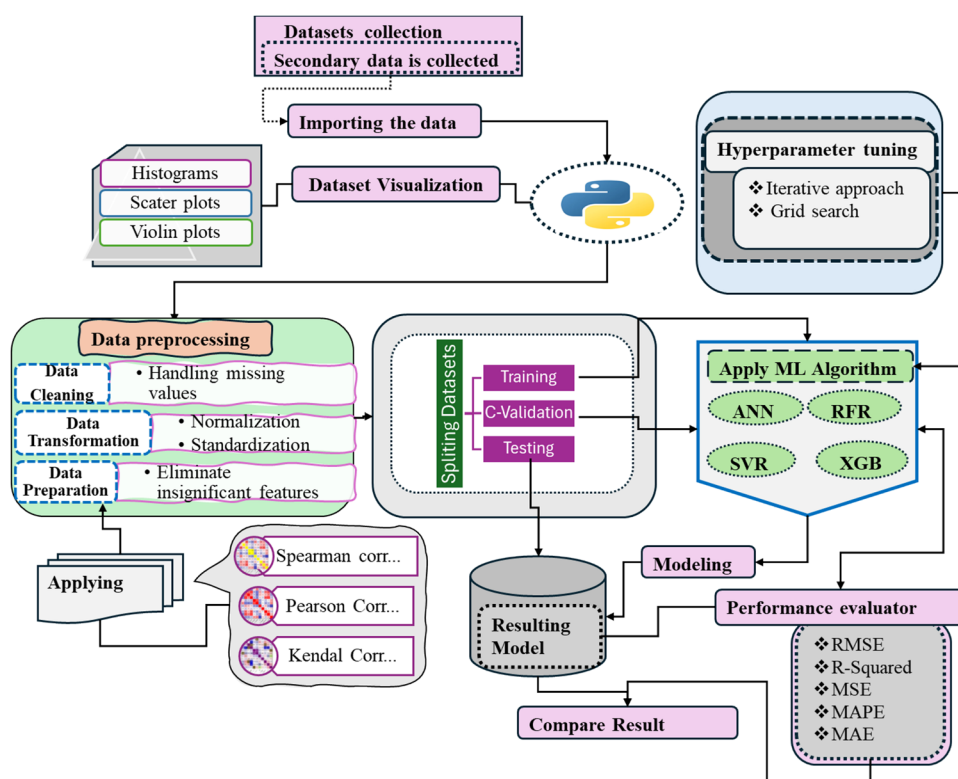 Datasets collection
Secondary data is collected
Importing the data
Hyperparameter tuning
❖Iterative approach
❖ Grid search
Histograms
Scater plots
Violin plots
Dataset Visualization
Data preprocessing
Data
Cleaning
• Handling missing
values
Data
Transformation
• Normalization
• Standardization
Data
Preparation
• Eliminate
insignificant features
Spliting Datasets
Training
C-Validation
Testing
Apply ML Algorithm
ANN
RFR
SVR
XGB
Applying
Spearman corr...
Pearson Corr...
Kendal Corr...
Modeling
Resulting
Model
Performance evaluator
❖RMSE
❖R-Squared
❖MSE
❖MAPE
❖MAE
Compare Result